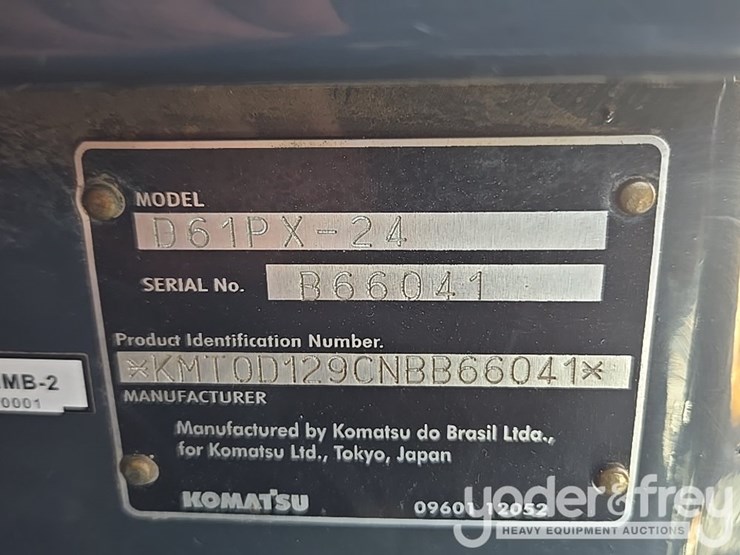 MODEL
D61PX-24
SERIAL No. B66041
Product Identification Number.
*KMT0D129CNBB66041*
MANUFACTURER
Manufactured by Komatsu do Brasil Ltda.,
for Komatsu Ltd., Tokyo, Japan
KOMATSU 09601-12052
MB-2
0001
yoder&frey
HEAVY EQUIPMENT AUCTIONS